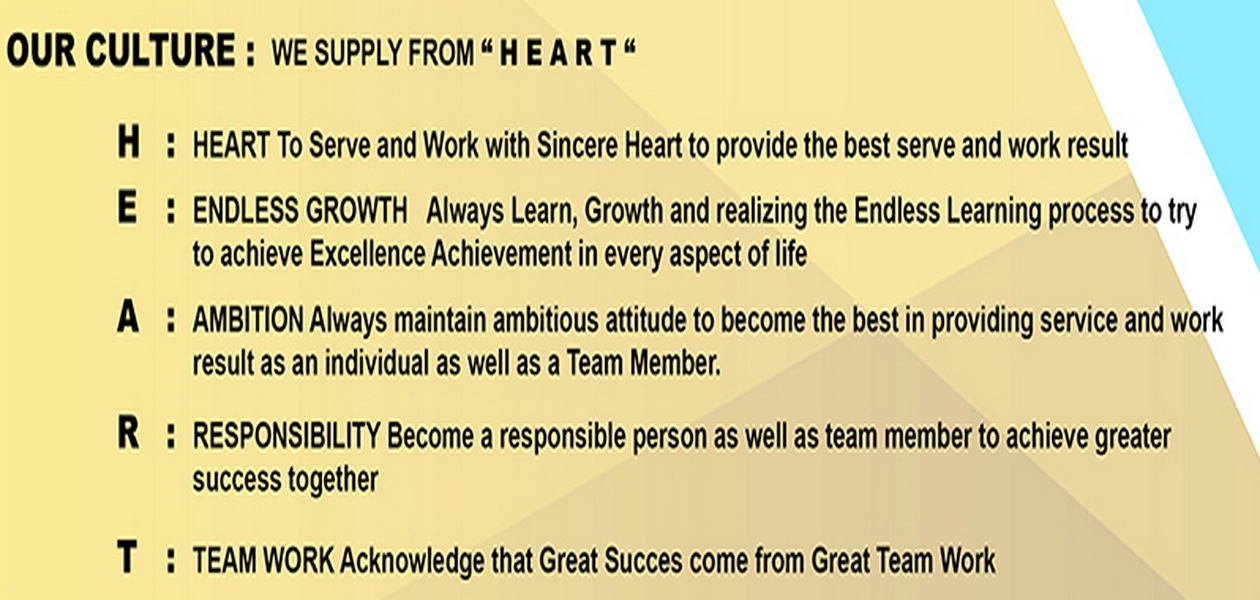 OUR CULTURE : WE SUPPLY FROM “ H E A R T “
H : HEART To Serve and Work with Sincere Heart to provide the best serve and work result
E : ENDLESS GROWTH Always Learn, Growth and realizing the Endless Learning process to try
to achieve Excellence Achievement in every aspect of life
A : AMBITION Always maintain ambitious attitude to become the best in providing service and work
result as an individual as well as a Team Member.
R : RESPONSIBILITY Become a responsible person as well as team member to achieve greater
success together
T : TEAM WORK Acknowledge that Great Succes come from Great Team Work